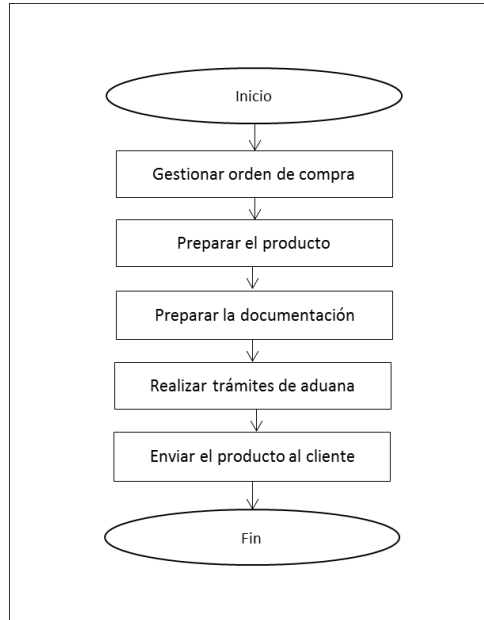 Inicio
Gestionar orden de compra
Preparar el producto
Preparar la documentación
Realizar trámites de aduana
Enviar el producto al cliente
Fin